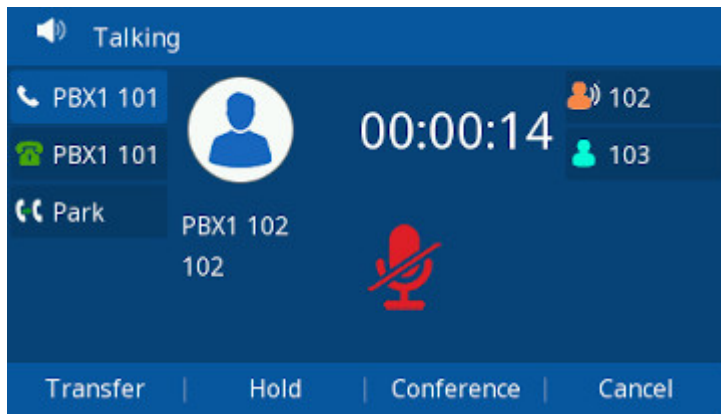 Talking
PBX1 101
PBX1 101
Park
PBX1 102
102
00:00:14
102
103
Transfer | Hold | Conference | Cancel